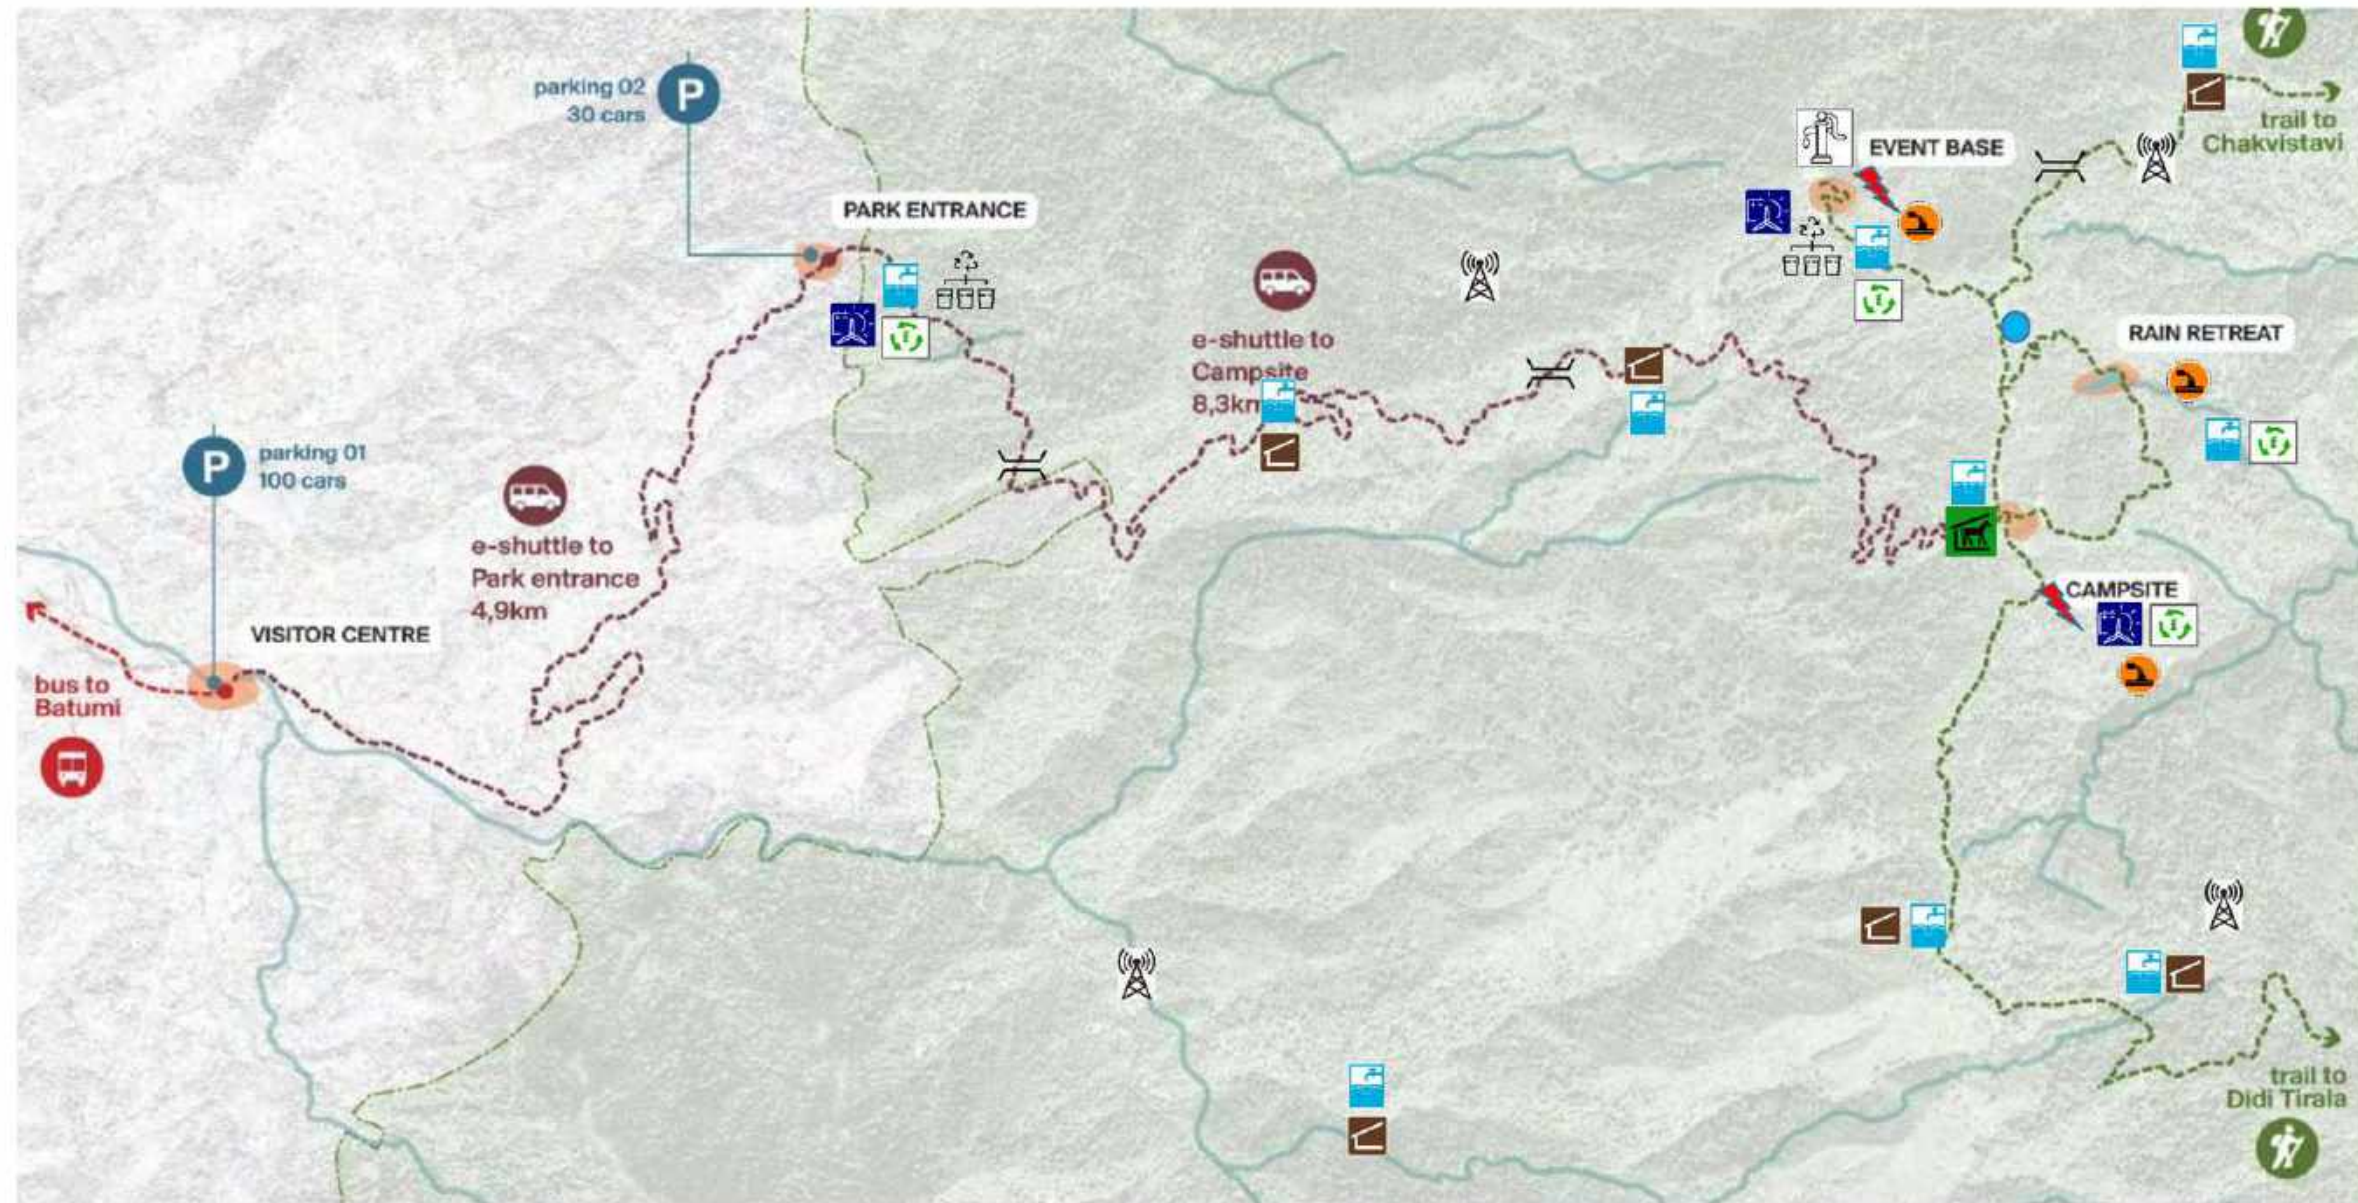 parking 02
30 cars
P
PARK ENTRANCE
EVENT BASE
trail to
Chakvistavi
e-shuttle to
Campsite
8,3km
RAIN RETREAT
P
parking 01
100 cars
e-shuttle to
Park entrance
4,9km
VISITOR CENTRE
bus to
Batumi
CAMPSITE
trail to
Didi Tirala